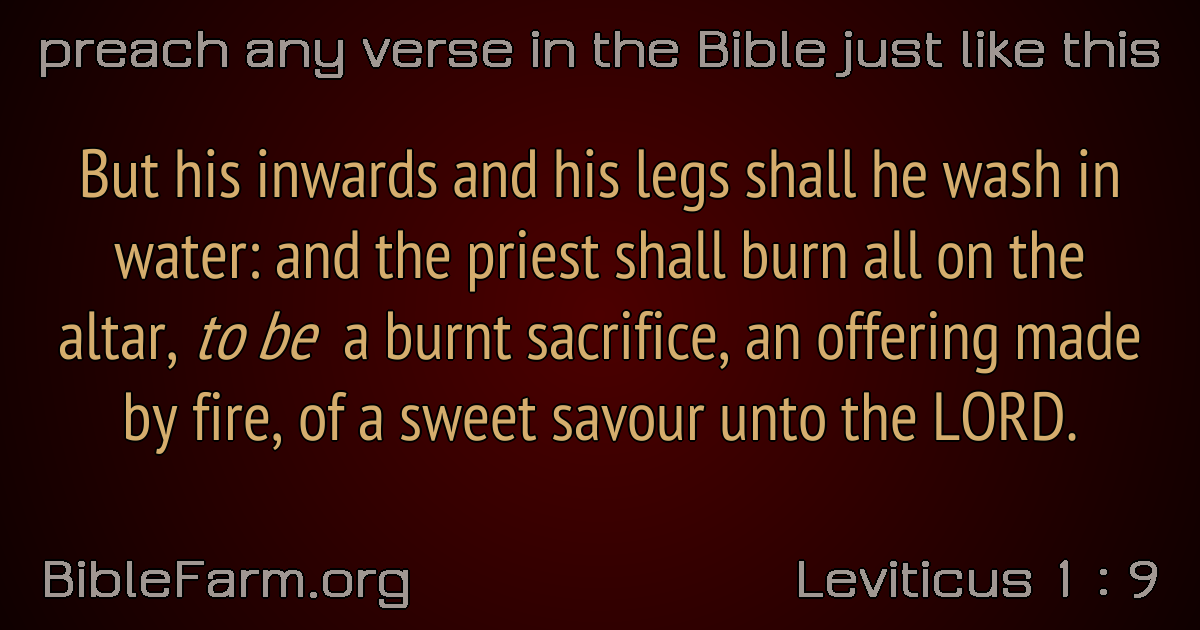 preach any verse in the Bible just like this
But his inwards and his legs shall he wash in
water: and the priest shall burn all on the
altar, to be a burnt sacrifice, an offering made
by fire, of a sweet savour unto the LORD.
BibleFarm.org
Leviticus 1 : 9